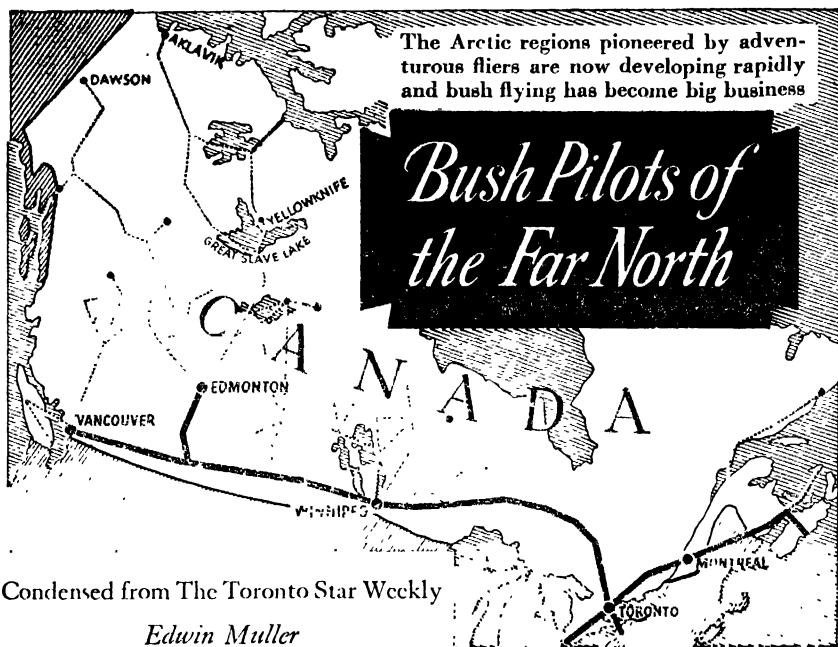 The Arctic regions pioneered by adven-
turous fliers are now developing rapidly
and bush flying has become big business
Bush Pilots of
the Far North
AKLAVIK
DAWSON
YELLOWKNIFE
GREAT SLAVE LAKE
CANADA
EDMONTON
VANCOUVER
WINNIPEG
MONTREAL
TORONTO
Condensed from The Toronto Star Weekly
Edwin Muller